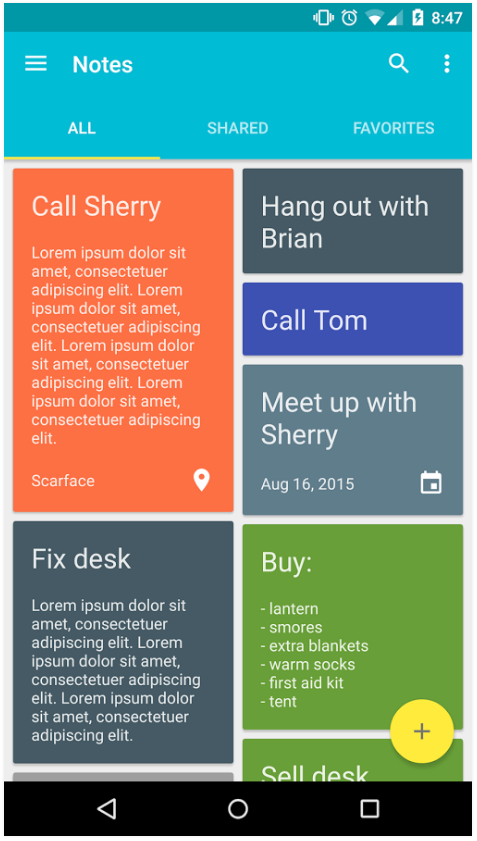 8:47
Notes
ALL
SHARED
FAVORITES
Call Sherry
Lorem ipsum dolor sit
amet, consectetuer
adipiscing elit. Lorem
ipsum dolor sit amet,
consectetuer adipiscing
elit. Lorem ipsum dolor
sit amet, consectetuer
adipiscing elit. Lorem
ipsum dolor sit amet,
consectetuer adipiscing
elit.
Scarface
Fix desk
Lorem ipsum dolor sit
amet, consectetuer
adipiscing elit. Lorem
ipsum dolor sit amet,
consectetuer adipiscing
elit. Lorem ipsum dolor
sit amet, consectetuer
adipiscing elit.
Hang out with
Brian
Call Tom
Meet up with
Sherry
Aug 16, 2015
Buy:
- lantern
- smores
- extra blankets
- warm socks
- first aid kit
- tent
+
Sell desk